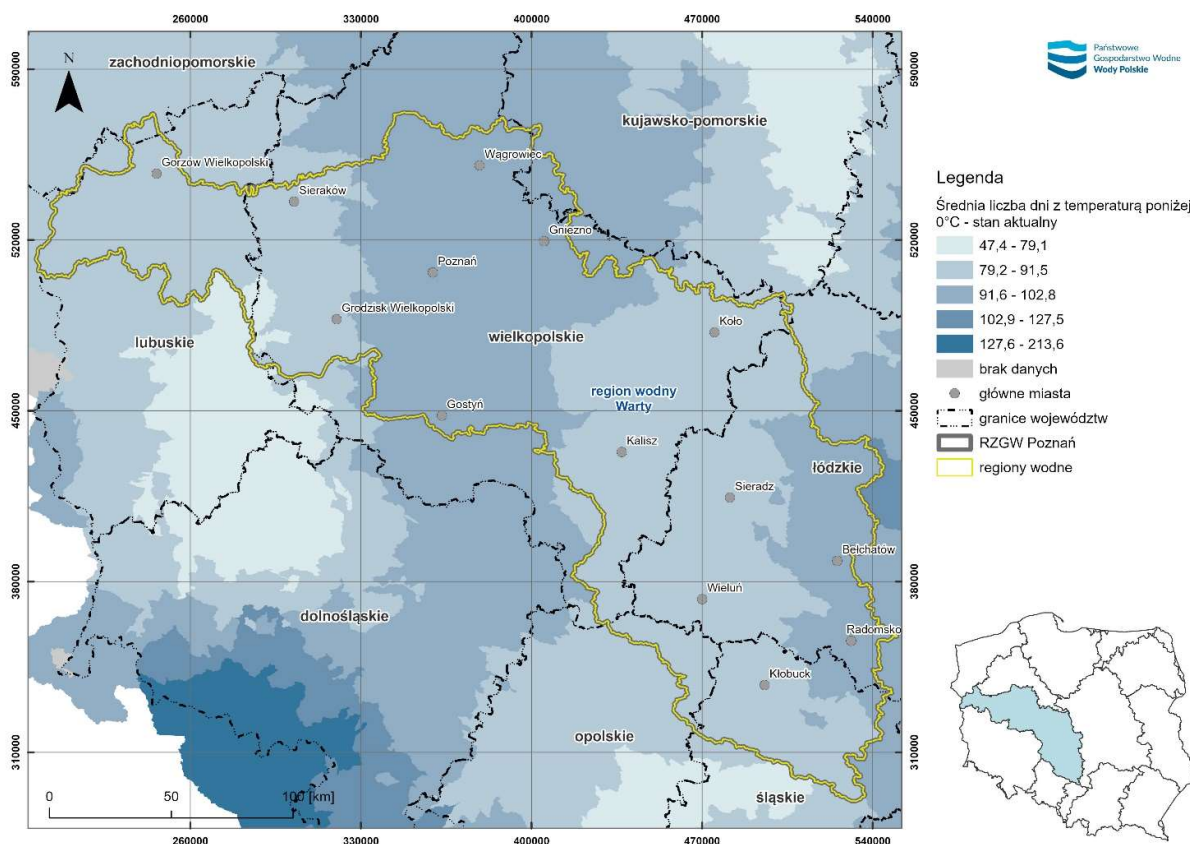 260000 330000 400000 470000 540000
zachodniopomorskie
N
590000 590000
kujawsko-pomorskie
Gorzów Wielkopolski
Wągrowiec
Sieraków
Gniezno
520000 520000
Poznań
Grodzisk Wielkopolski
Koło
lubuskie
wielkopolskie
region wodny
Warty
450000 450000
Gostyń
Kalisz
łódzkie
Sieradz
Bełchatów
380000 380000
Wieluń
dolnośląskie
Radomsko
Kłobuck
opolskie
310000 310000
śląskie
0 50 100 [km]
260000 330000 400000 470000 540000
Państwowe
Gospodarstwo Wodne
Wody Polskie
Legenda
Średnia liczba dni z temperaturą poniżej
0°C - stan aktualny
47,4 - 79,1
79,2 - 91,5
91,6 - 102,8
102,9 - 127,5
127,6 - 213,6
brak danych
główne miasta
granice województw
RZGW Poznań
regiony wodne